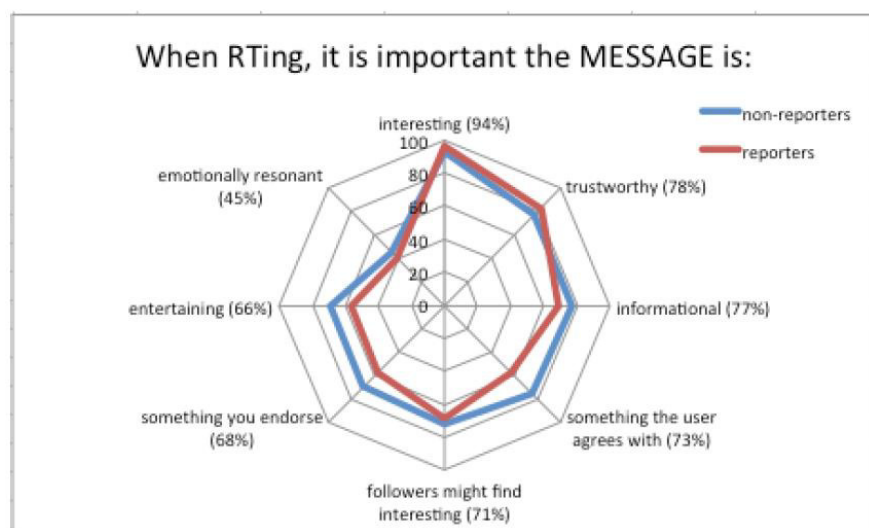 When RTing, it is important the MESSAGE is:
non-reporters
reporters
interesting (94%)
100
80
60
40
20
0
trustworthy (78%)
informational (77%)
something the user
agrees with (73%)
followers might find
interesting (71%)
something you endorse
(68%)
entertaining (66%)
emotionally resonant
(45%)